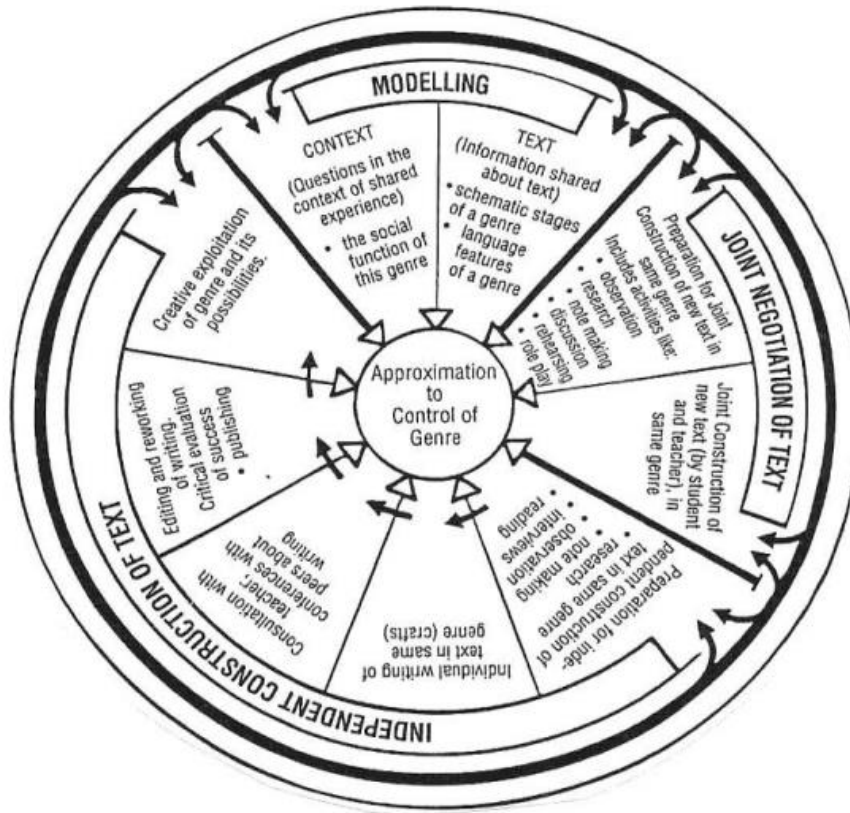 MODELLING
CONTEXT
(Questions in the
context of shared
experience)
• the social
function of
this genre
TEXT
(Information shared
about text)
• schematic stages
of a genre
• language
features
of a genre
JOINT NEGOTIATION OF TEXT
Preparation for Joint
Construction of new text in
same genre
Includes activities like:
• observation
• research
• note making
• discussion
• rehearsing
• role play
Joint Construction of
new text (by student
and teacher), in
same genre
INDEPENDENT CONSTRUCTION OF TEXT
Preparation for inde-
pendent construction of
text in same genre
• research
• note making
• observation
• interviews
• reading
Individual writing of
text in same
genre (crafts)
Consultation with
teacher,
conferences with
peers about
writing
Editing and reworking
of writing.
Critical evaluation
of success
• publishing
Creative exploitation
of genre and its
possibilities.
Approximation
to
Control of
Genre